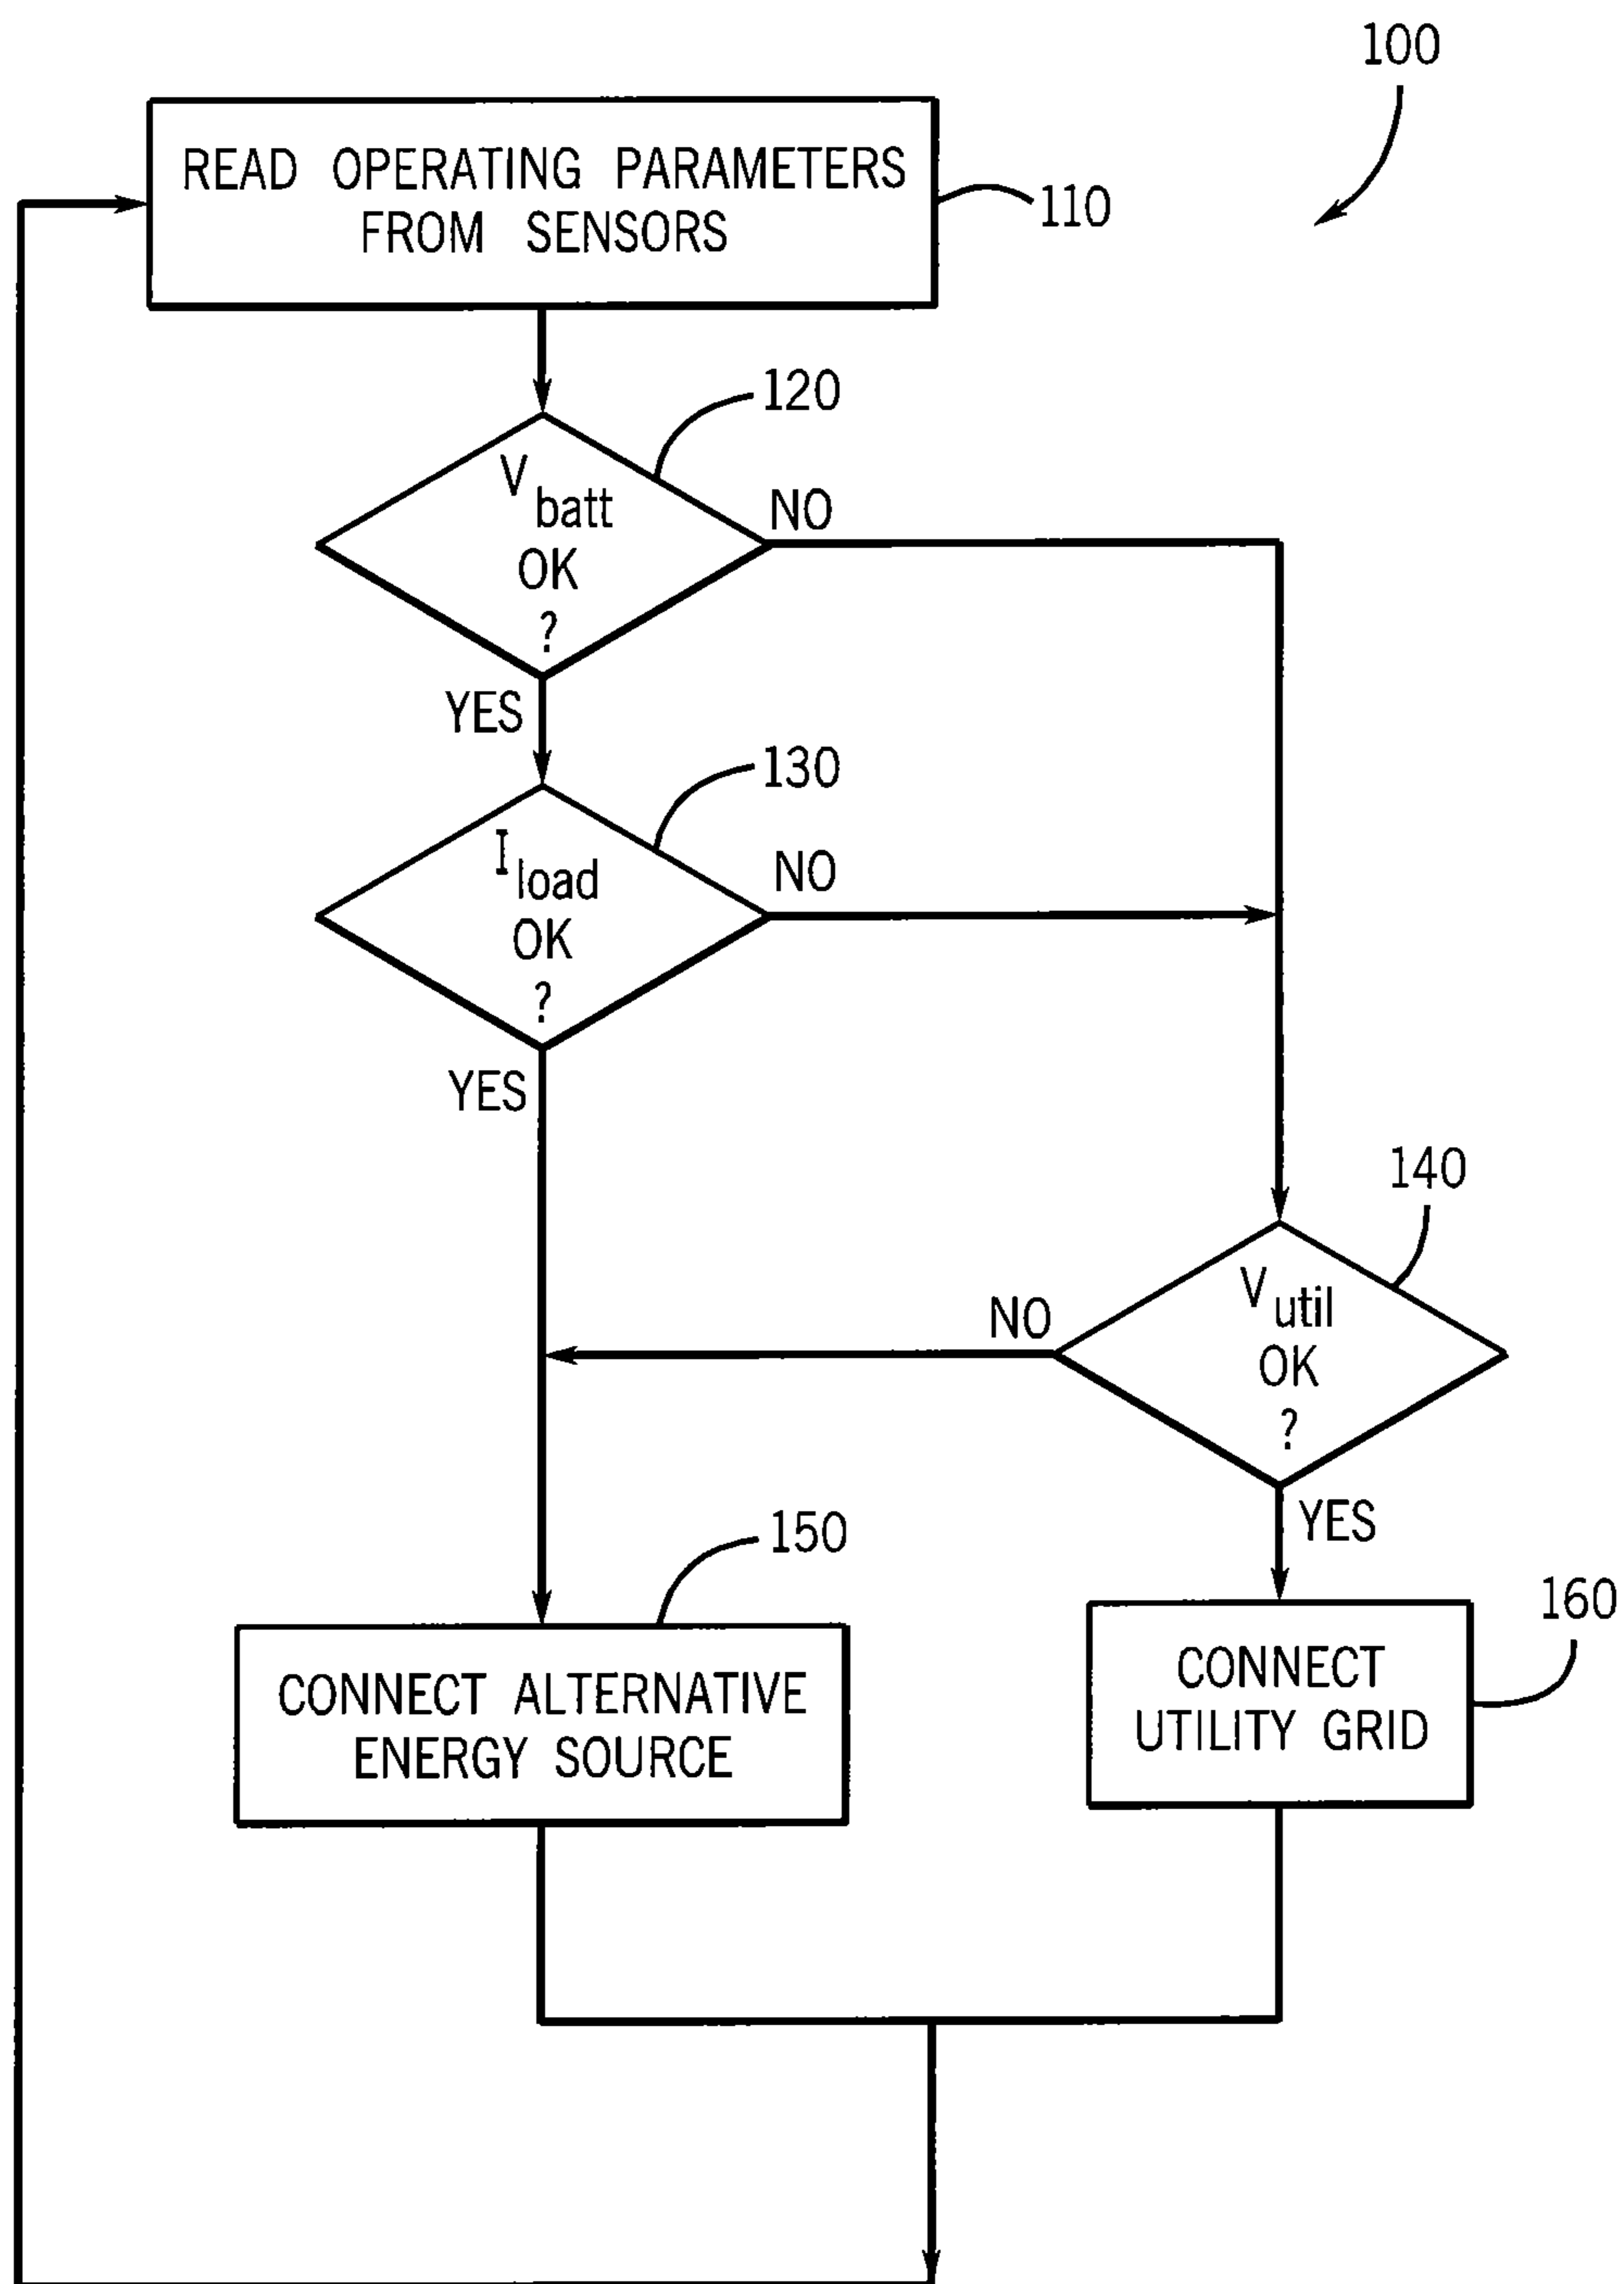 100
READ OPERATING PARAMETERS
FROM SENSORS
110
120
V batt
OK
?
NO
YES
130
I load
OK
?
NO
YES
140
V util
OK
?
NO
YES
150
CONNECT ALTERNATIVE
ENERGY SOURCE
160
CONNECT
UTILITY GRID